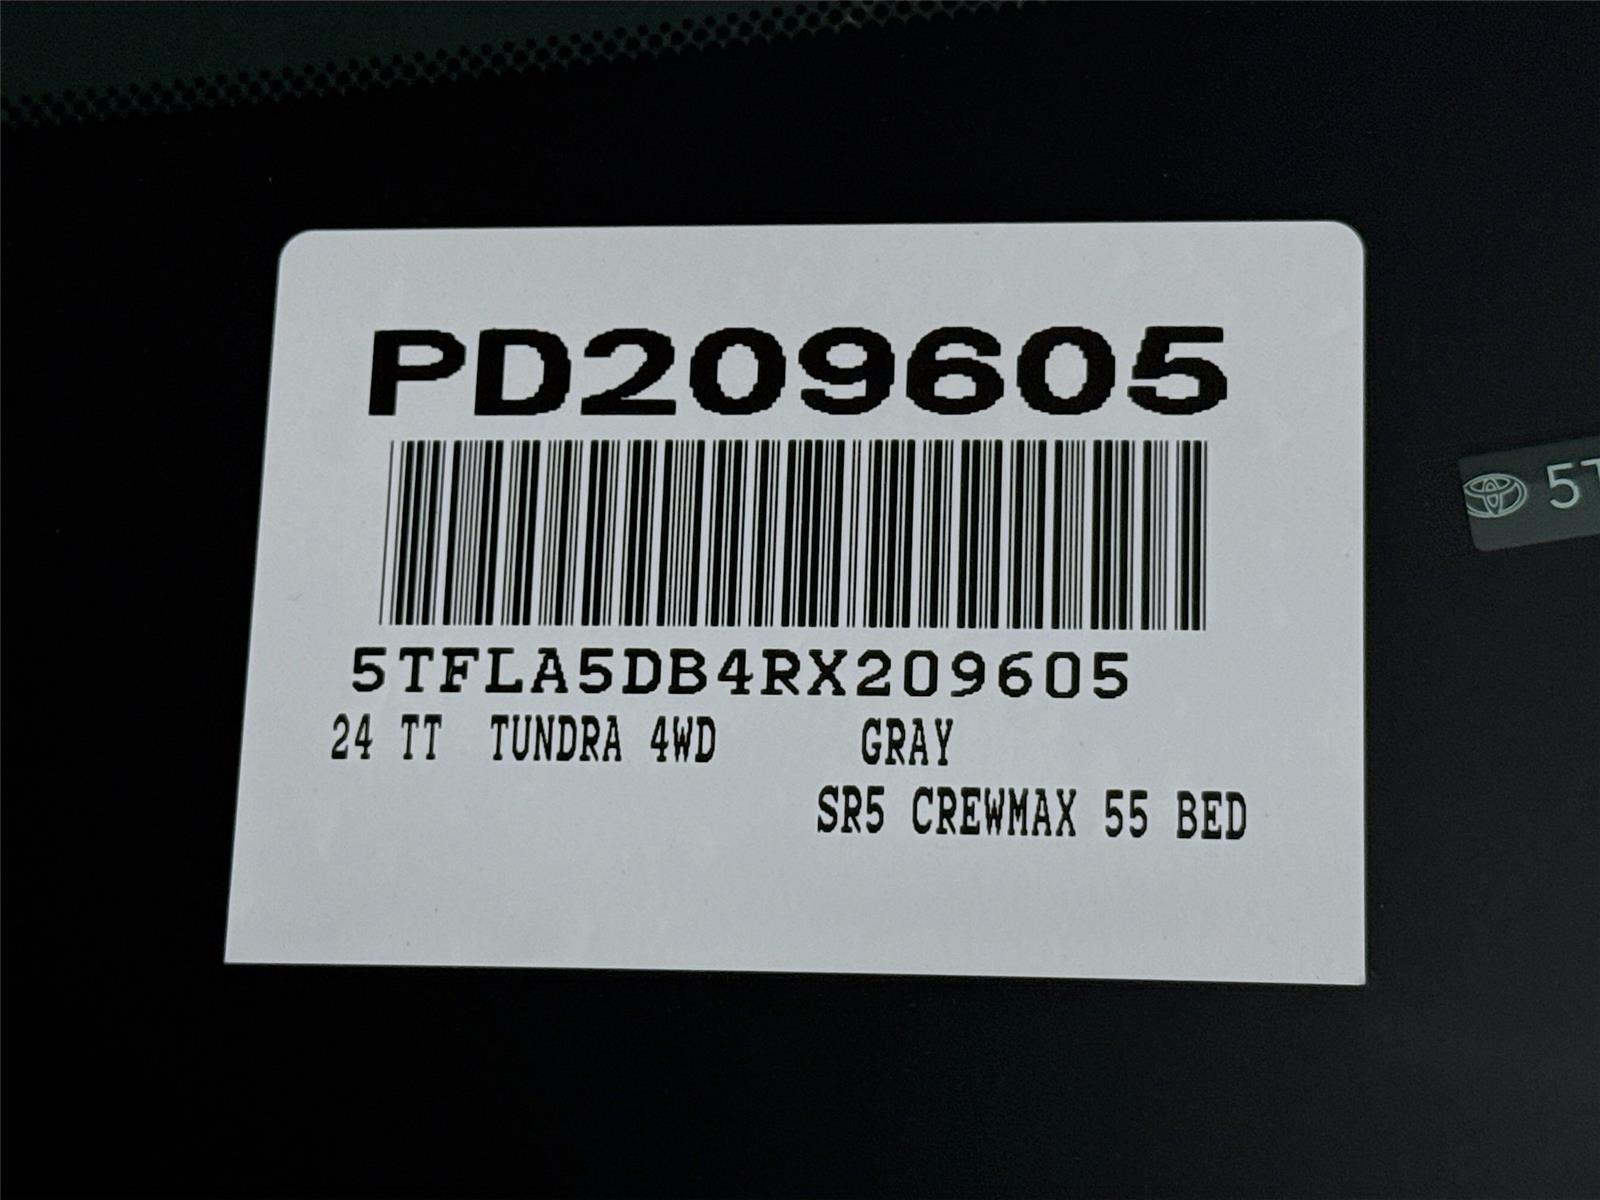 PD209605
5TFLA5DB4RX209605
24 TT TUNDRA 4WD GRAY
SR5 CREWMAX 55 BED
5T